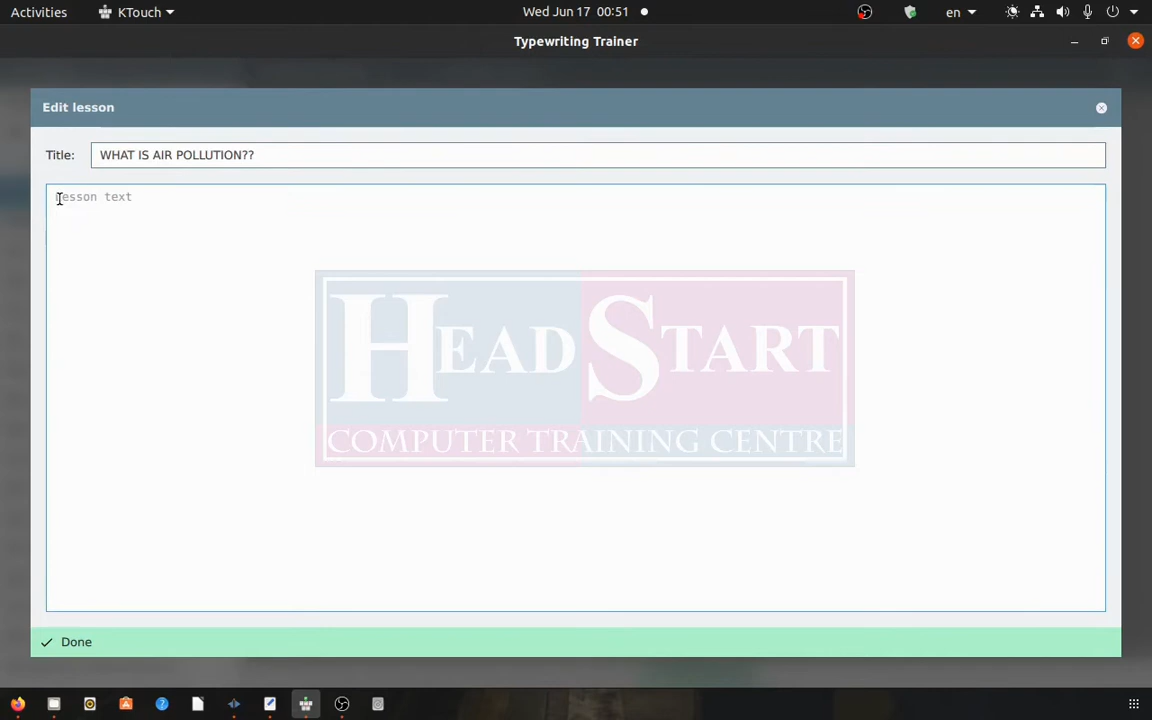 Activities KTouch Wed Jun 17 00:51 en
Typewriting Trainer
Edit lesson
Title: WHAT IS AIR POLLUTION??
Lesson text
HEADSTART
COMPUTER TRAINING CENTRE
Done